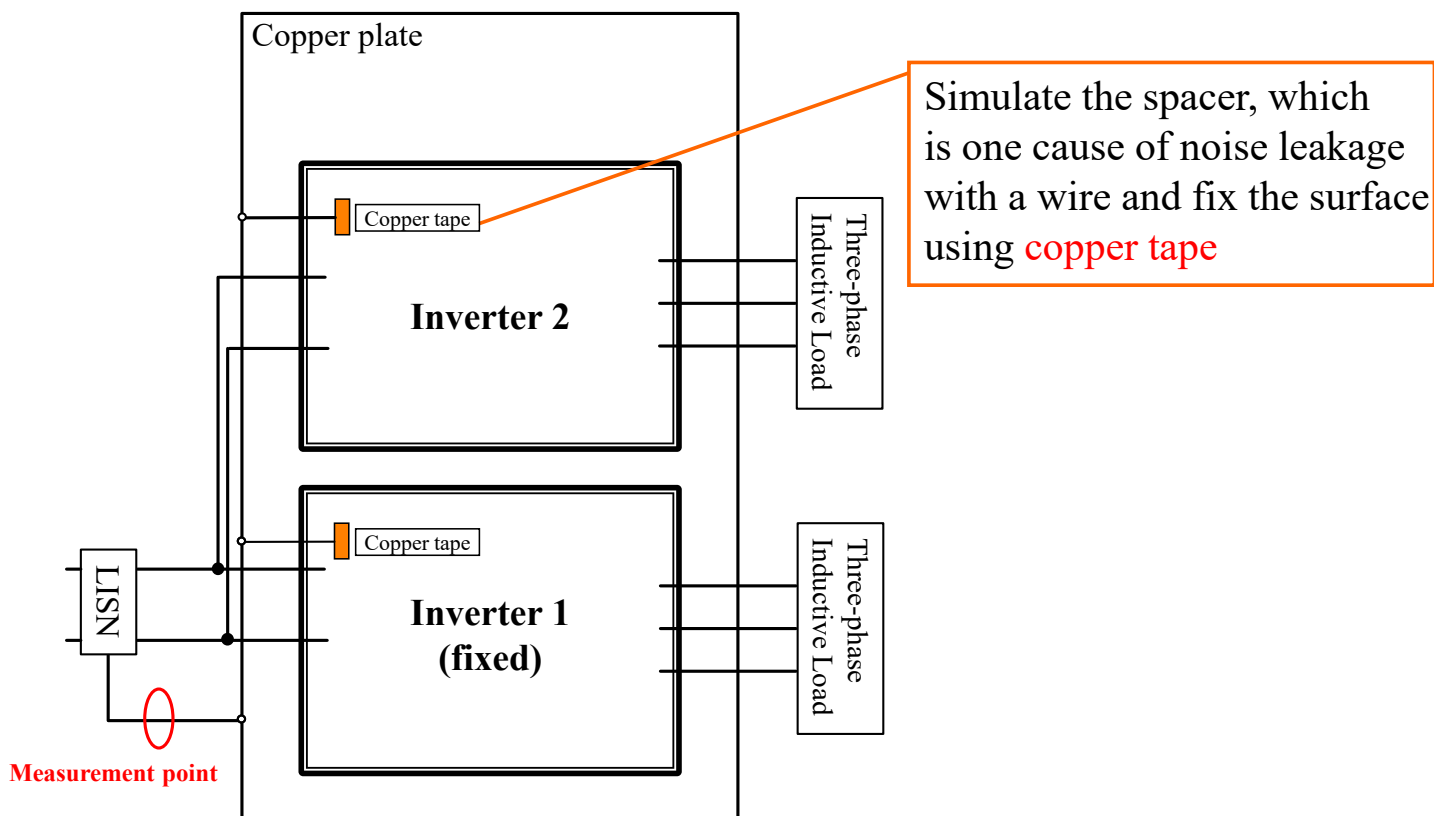 Copper plate
Simulate the spacer, which
is one cause of noise leakage
with a wire and fix the surface
using copper tape
Copper tape
Inverter 2
Three-phase
Inductive Load
Copper tape
Inverter 1
(fixed)
Three-phase
Inductive Load
LISN
Measurement point